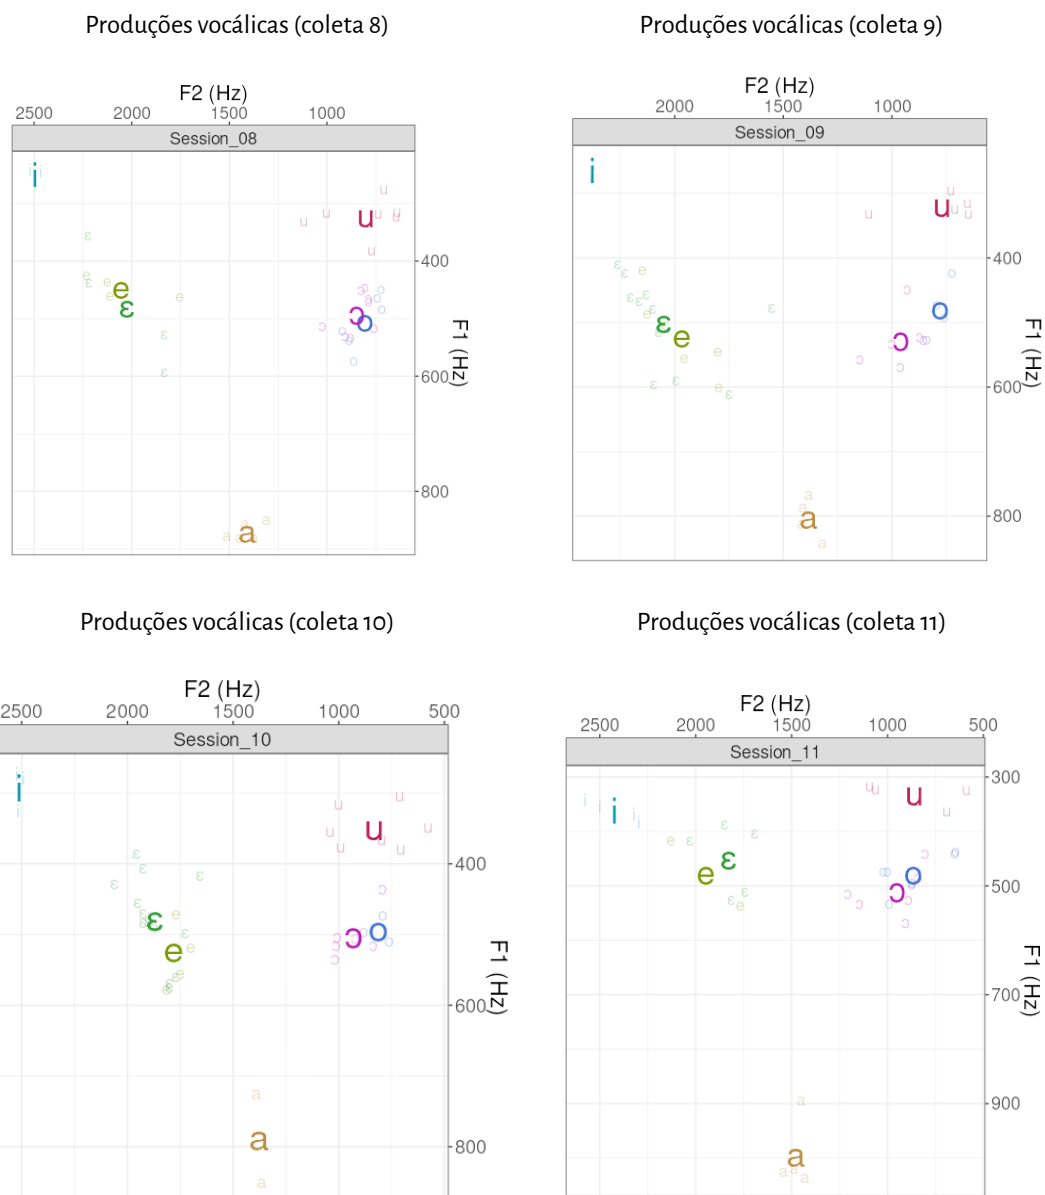 Produções vocálicas (coleta 8)
F2 (Hz)
2500 2000 1500 1000
Session_08
i
u
e
ɛ
ɔ
o
a
400
600
800
F1 (Hz)
Produções vocálicas (coleta 9)
F2 (Hz)
2000 1500 1000
Session_09
i
u
o
ɛ
e
ɔ
a
400
600
800
F1 (Hz)
Produções vocálicas (coleta 10)
F2 (Hz)
2500 2000 1500 1000 500
Session_10
i
u
ɛ
o
ɔ
e
a
400
600
800
F1 (Hz)
Produções vocálicas (coleta 11)
F2 (Hz)
2500 2000 1500 1000 500
Session_11
i
u
ɛ
e
o
ɔ
a
300
500
700
900
F1 (Hz)